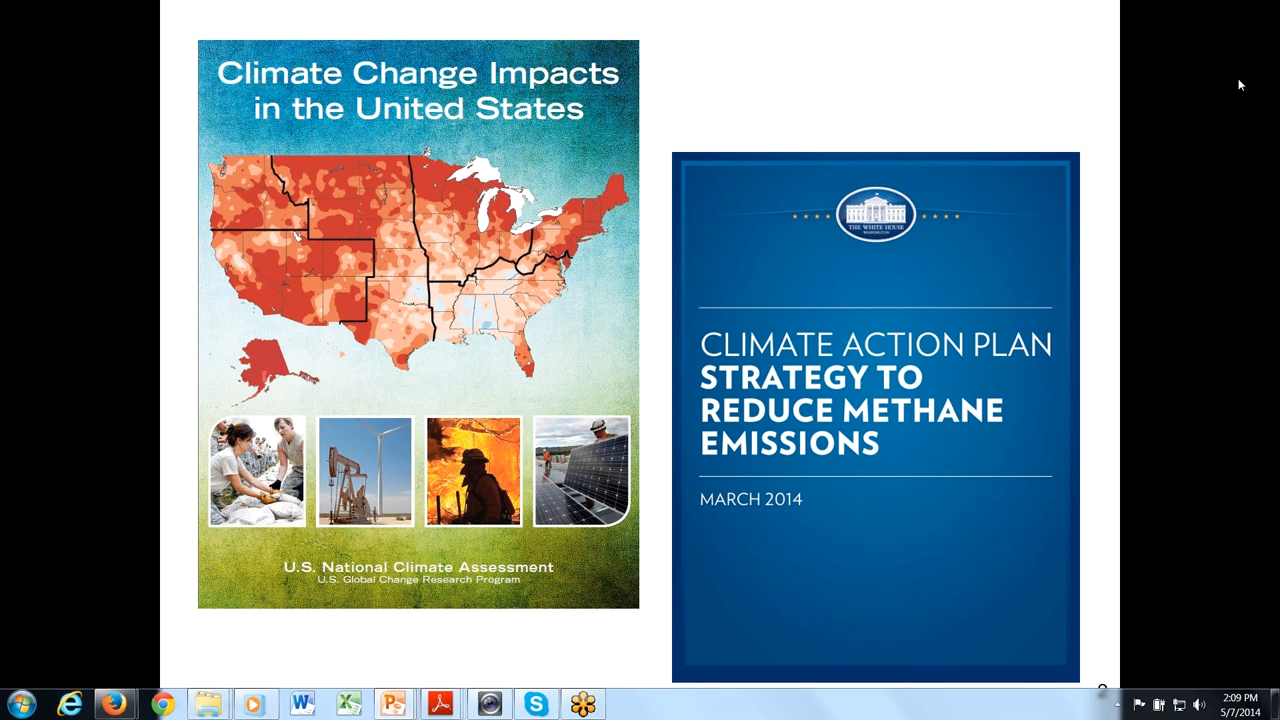 Climate Change Impacts
in the United States
U.S. National Climate Assessment
U.S. Global Change Research Program
THE WHITE HOUSE
WASHINGTON
CLIMATE ACTION PLAN
STRATEGY TO
REDUCE METHANE
EMISSIONS
MARCH 2014
2:09 PM
5/7/2014